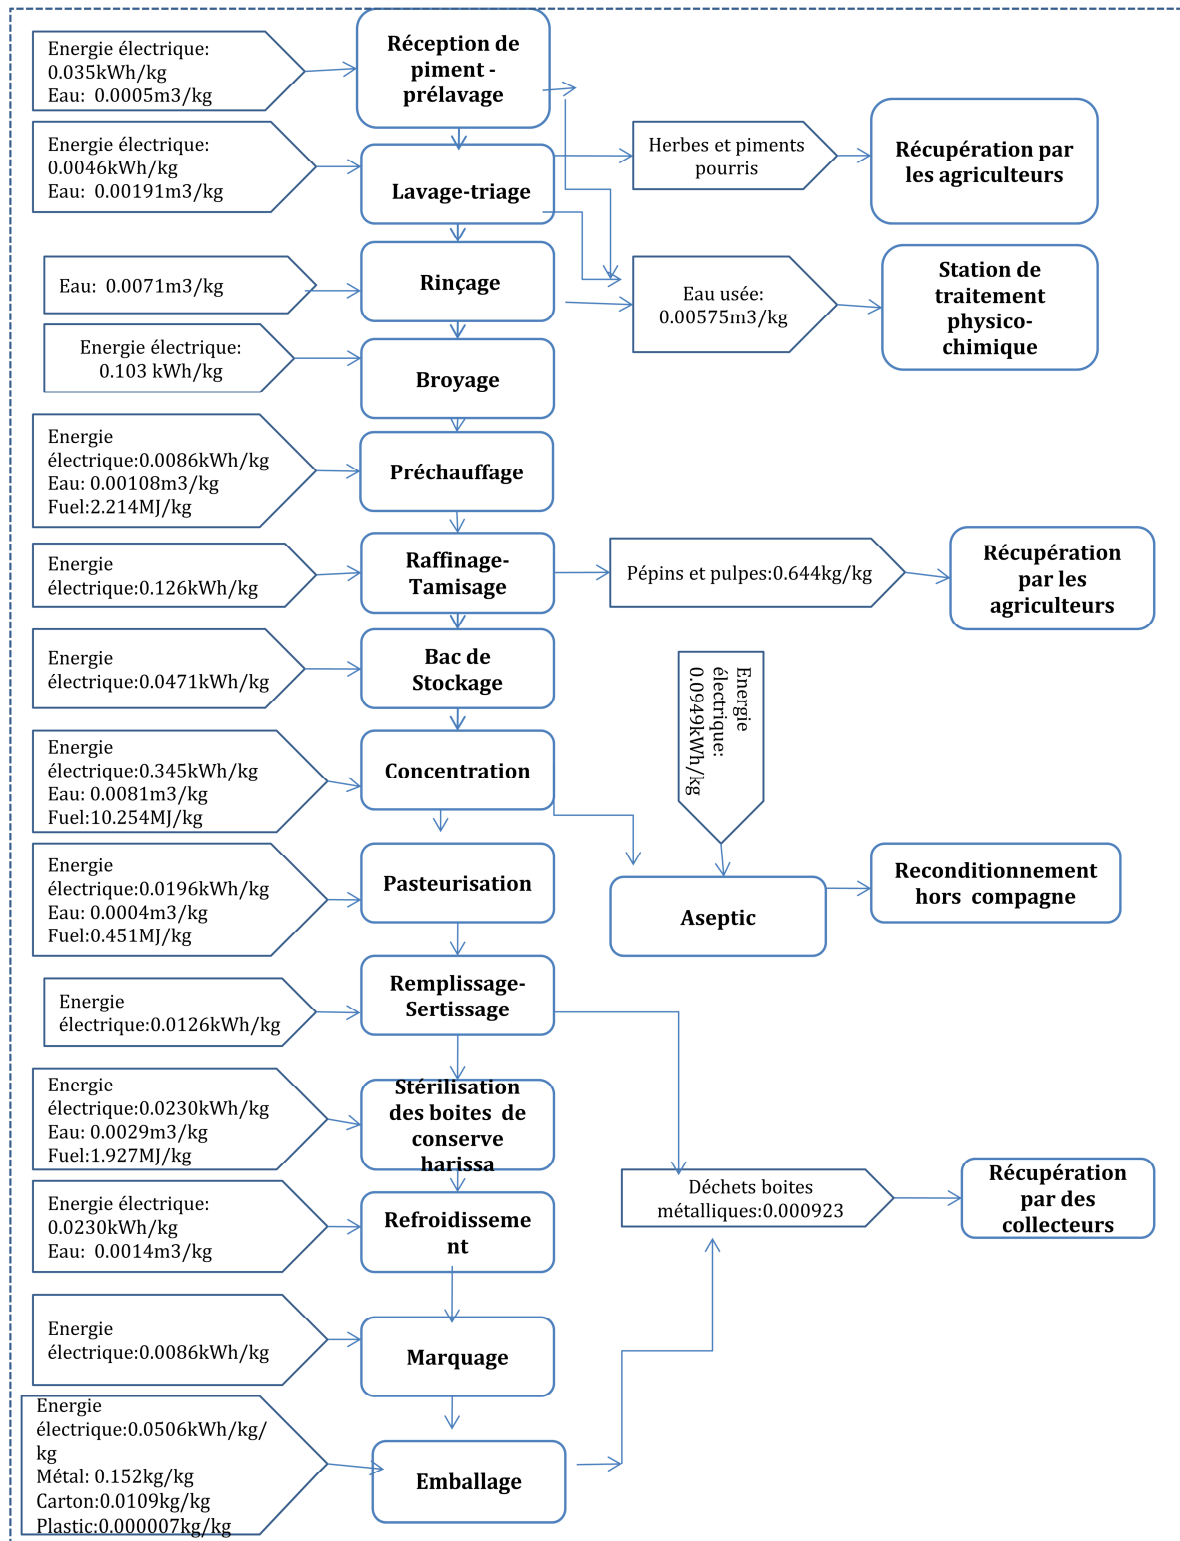 Energie électrique:
0.035kWh/kg
Eau:  0.0005m3/kg
Réception de
piment -
prélavage
Energie électrique:
0.0046kWh/kg
Eau:  0.00191m3/kg
Lavage-triage
Herbes et piments
pourris
Récupération par
les agriculteurs
Eau:  0.0071m3/kg
Rinçage
Eau usée:
0.00575m3/kg
Station de
traitement
physico-
chimique
Energie électrique:
0.103 kWh/kg
Broyage
Energie
électrique:0.0086kWh/kg
Eau: 0.00108m3/kg
Fuel:2.214MJ/kg
Préchauffage
Energie
électrique:0.126kWh/kg
Raffinage-
Tamisage
Pépins et pulpes:0.644kg/kg
Récupération
par les
agriculteurs
Energie
électrique:0.0471kWh/kg
Bac de
Stockage
Energie
électrique:
0.0949kWh/kg
Energie
électrique:0.345kWh/kg
Eau: 0.0081m3/kg
Fuel:10.254MJ/kg
Concentration
Energie
électrique:0.0196kWh/kg
Eau: 0.0004m3/kg
Fuel:0.451MJ/kg
Pasteurisation
Aseptic
Reconditionnement
hors  compagne
Energie
électrique:0.0126kWh/kg
Remplissage-
Sertissage
Energie
électrique:0.0230kWh/kg
Eau: 0.0029m3/kg
Fuel:1.927MJ/kg
Stérilisation
des boites  de
conserve
harissa
Déchets boites
métalliques:0.000923
Récupération
par des
collecteurs
Energie électrique:
0.0230kWh/kg
Eau:  0.0014m3/kg
Refroidisseme
nt
Energie
électrique:0.0086kWh/kg
Marquage
Energie
électrique:0.0506kWh/kg/
kg
Métal: 0.152kg/kg
Carton:0.0109kg/kg
Plastic:0.000007kg/kg
Emballage